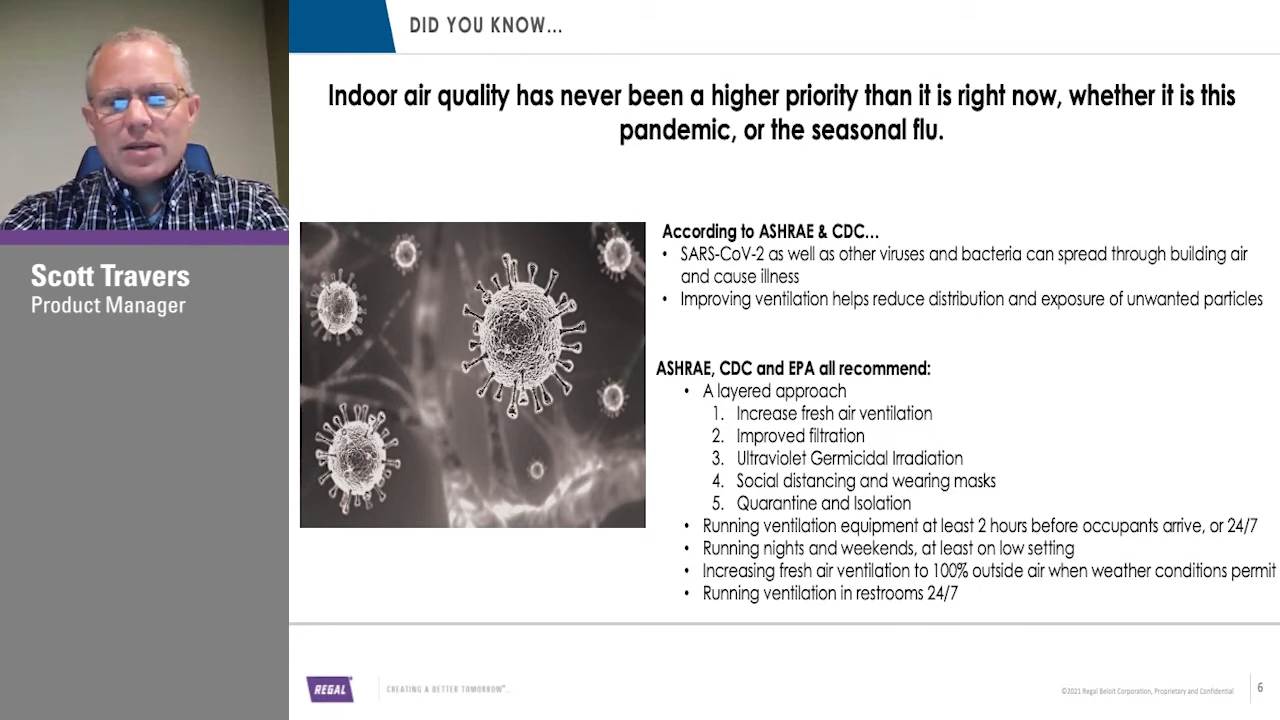 DID YOU KNOW...
Indoor air quality has never been a higher priority than it is right now, whether it is this
pandemic, or the seasonal flu.
Scott Travers
Product Manager
According to ASHRAE & CDC...
• SARS-CoV-2 as well as other viruses and bacteria can spread through building air
and cause illness
• Improving ventilation helps reduce distribution and exposure of unwanted particles
ASHRAE, CDC and EPA all recommend:
• A layered approach
1. Increase fresh air ventilation
2. Improved filtration
3. Ultraviolet Germicidal Irradiation
4. Social distancing and wearing masks
5. Quarantine and Isolation
• Running ventilation equipment at least 2 hours before occupants arrive, or 24/7
• Running nights and weekends, at least on low setting
• Increasing fresh air ventilation to 100% outside air when weather conditions permit
• Running ventilation in restrooms 24/7
REGAL
CREATING A BETTER TOMORROW™...
©2021 Regal Beloit Corporation, Proprietary and Confidential
6